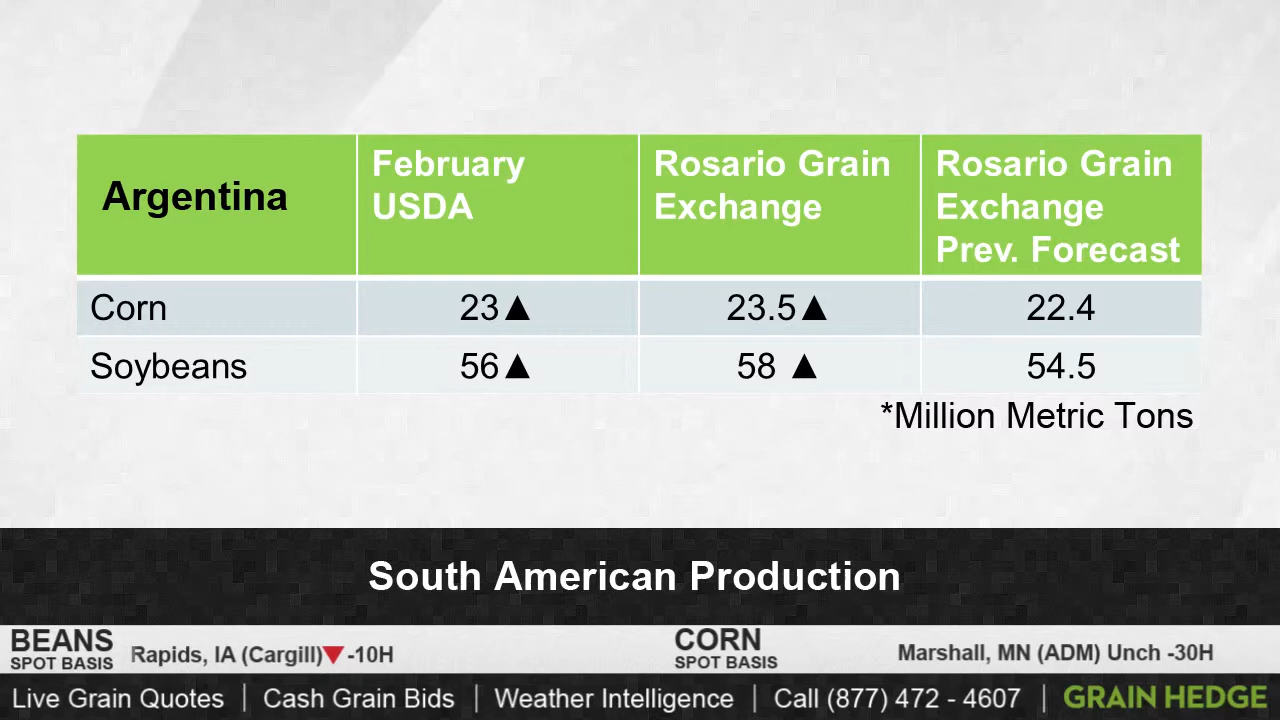 Argentina
February USDA
Rosario Grain Exchange
Rosario Grain Exchange Prev. Forecast
Corn 23▲ 23.5▲ 22.4
Soybeans 56▲ 58 ▲ 54.5
*Million Metric Tons
South American Production
BEANS SPOT BASIS
Rapids, IA (Cargill)▼-10H
CORN SPOT BASIS
Marshall, MN (ADM) Unch -30H
Live Grain Quotes | Cash Grain Bids | Weather Intelligence | Call (877) 472 - 4607 | GRAIN HEDGE